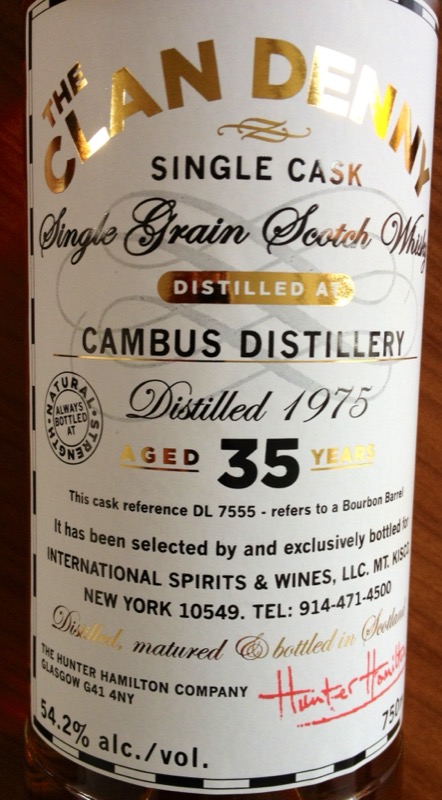 THE
CLAN DENNY
SINGLE CASK
Single Grain Scotch Whisky
DISTILLED AT
CAMBUS DISTILLERY
Distilled 1975
NATURAL STRENGTH
ALWAYS
BOTTLED
AT
AGED 35 YEARS
This cask reference DL 7555 - refers to a Bourbon Barrel
It has been selected by and exclusively bottled for
INTERNATIONAL SPIRITS & WINES, LLC. MT. KISCO
NEW YORK 10549. TEL: 914-471-4500
Distilled, matured & bottled in Scotland
THE HUNTER HAMILTON COMPANY
GLASGOW G41 4NY
Hunter Hamilton
54.2% alc./vol.
750m